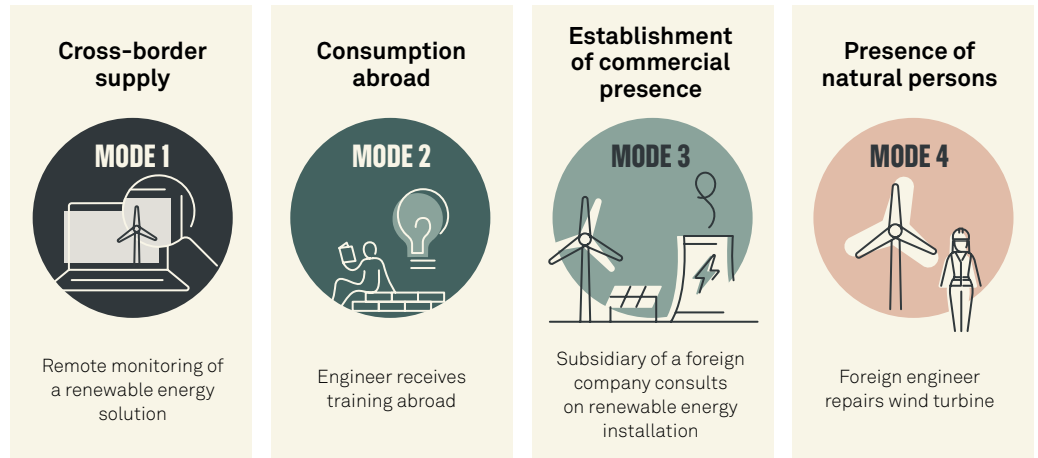 Cross-border
supply
MODE 1
Remote monitoring of
a renewable energy
solution
Consumption
abroad
MODE 2
Engineer receives
training abroad
Establishment
of commercial
presence
MODE 3
Subsidiary of a foreign
company consults
on renewable energy
installation
Presence of
natural persons
MODE 4
Foreign engineer
repairs wind turbine